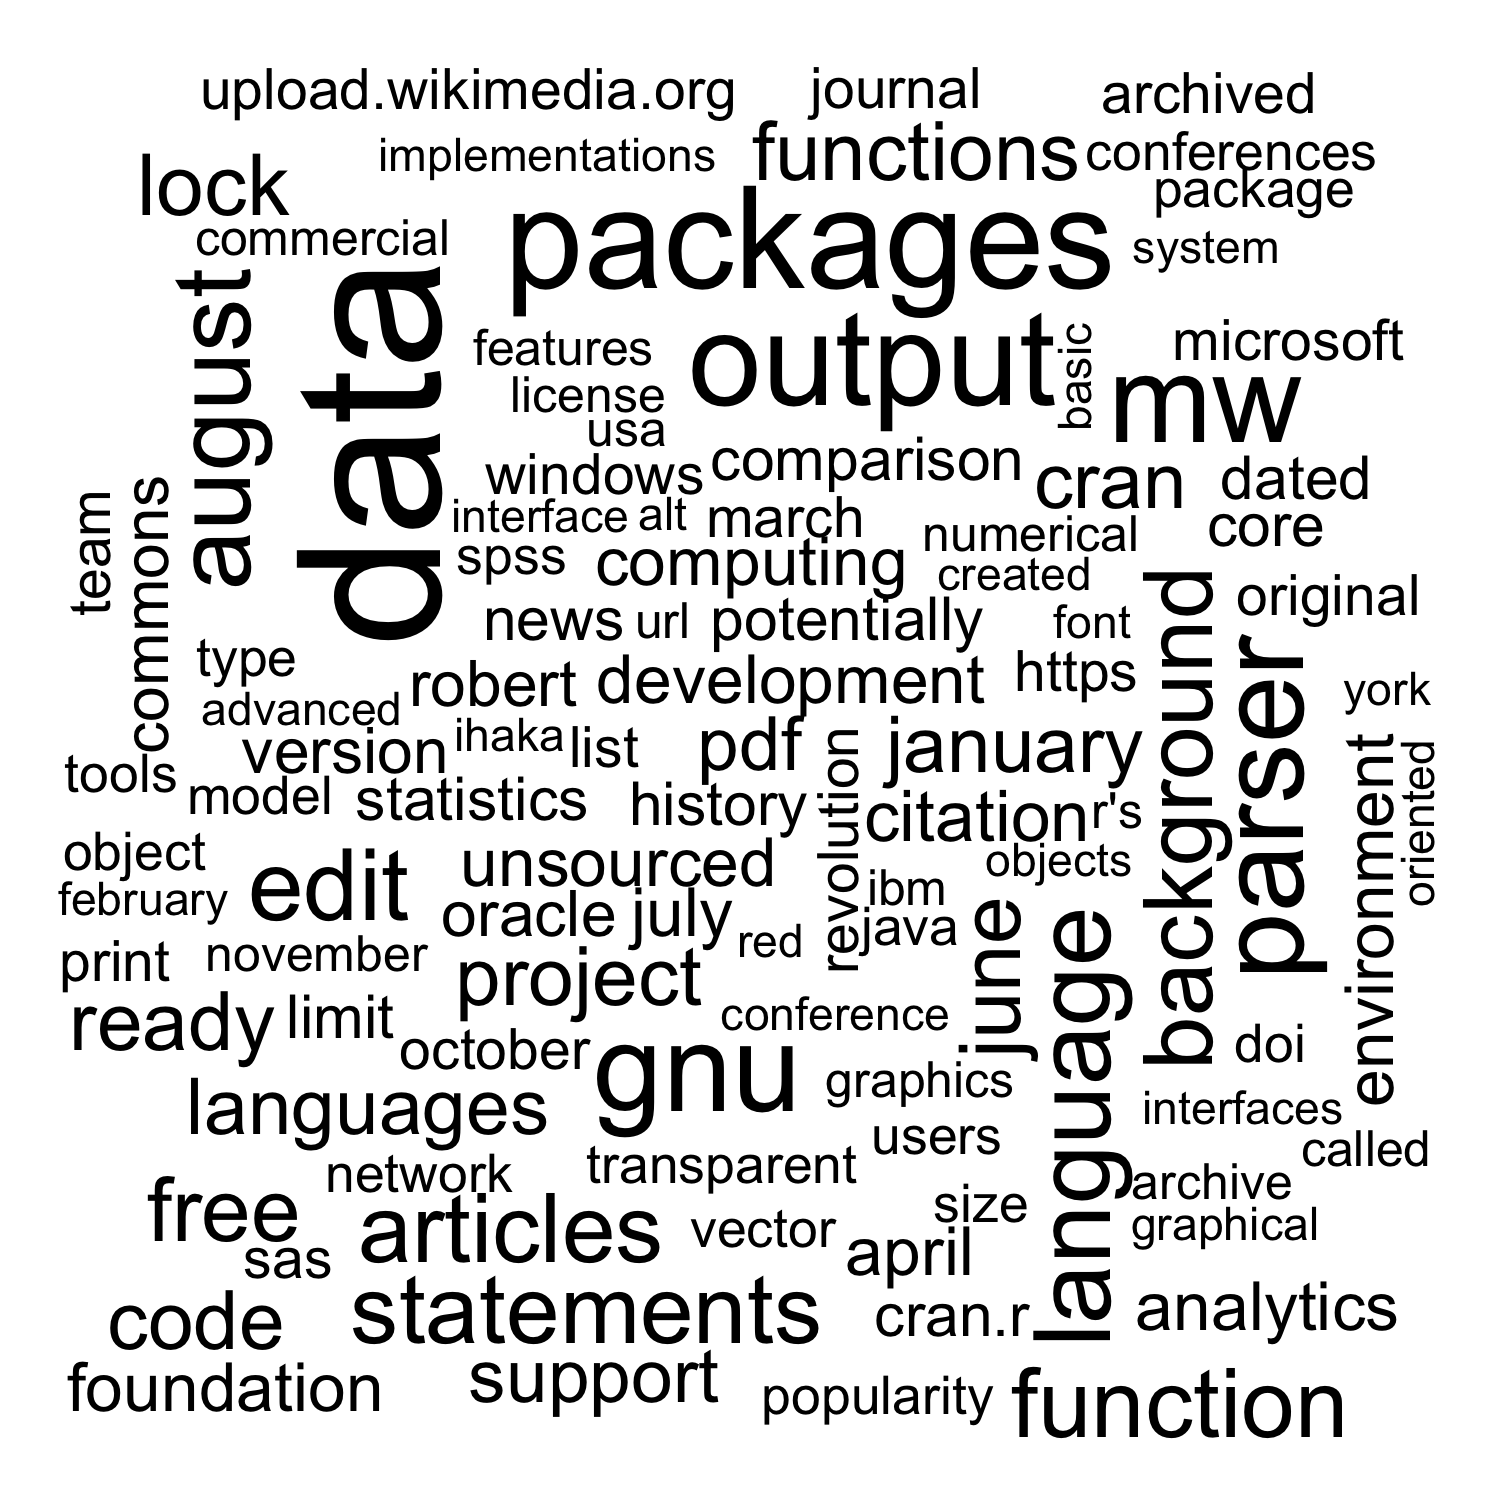 upload.wikimedia.org
journal
archived
implementations
functions
conferences
lock
package
commercial
packages
system
august
data
features
output
basic
microsoft
license
mw
usa
windows
comparison
cran
dated
team
commons
interface
alt
march
numerical
core
spss
computing
created
news
url
potentially
font
background
original
type
robert
development
https
parser
york
advanced
version
ihaka
list
pdf
january
environment
oriented
tools
model
statistics
history
revolution
citation
r's
object
edit
unsourced
objects
february
oracle
july
ibm
java
red
june
language
print
november
project
ready
limit
conference
october
gnu
graphics
doi
languages
interfaces
users
called
network
transparent
archive
free
articles
vector
size
graphical
sas
april
code
statements
cran.r
analytics
foundation
support
popularity
function